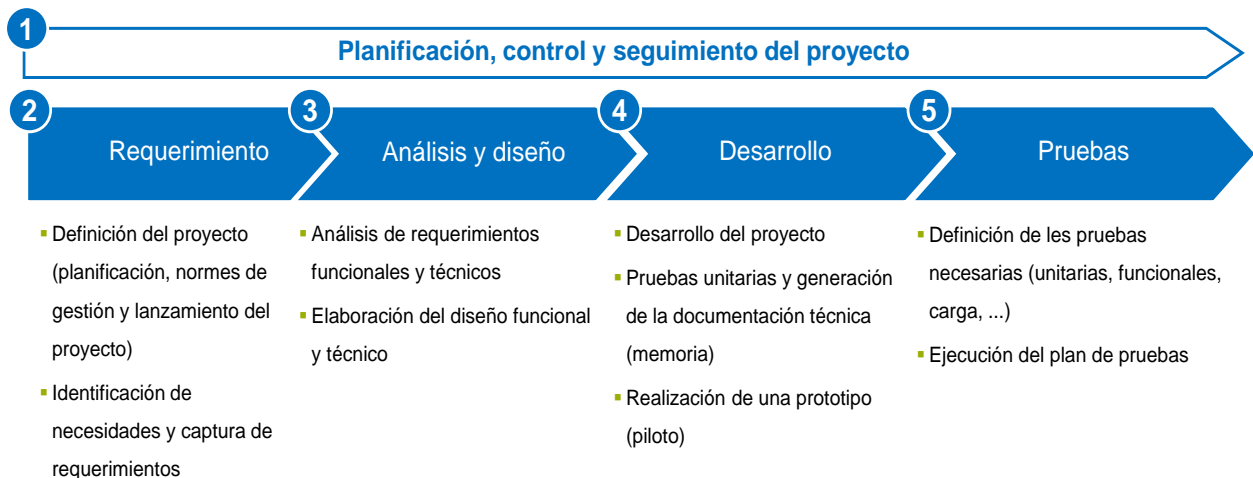 1
Planificación, control y seguimiento del proyecto
2
Requerimiento
3
Análisis y diseño
4
Desarrollo
5
Pruebas
▪ Definición del proyecto
(planificación, normes de
gestión y lanzamiento del
proyecto)
▪ Identificación de
necesidades y captura de
requerimientos
▪ Análisis de requerimientos
funcionales y técnicos
▪ Elaboración del diseño funcional
y técnico
▪ Desarrollo del proyecto
▪ Pruebas unitarias y generación
de la documentación técnica
(memoria)
▪ Realización de una prototipo
(piloto)
▪ Definición de les pruebas
necesarias (unitarias, funcionales,
carga, ...)
▪ Ejecución del plan de pruebas